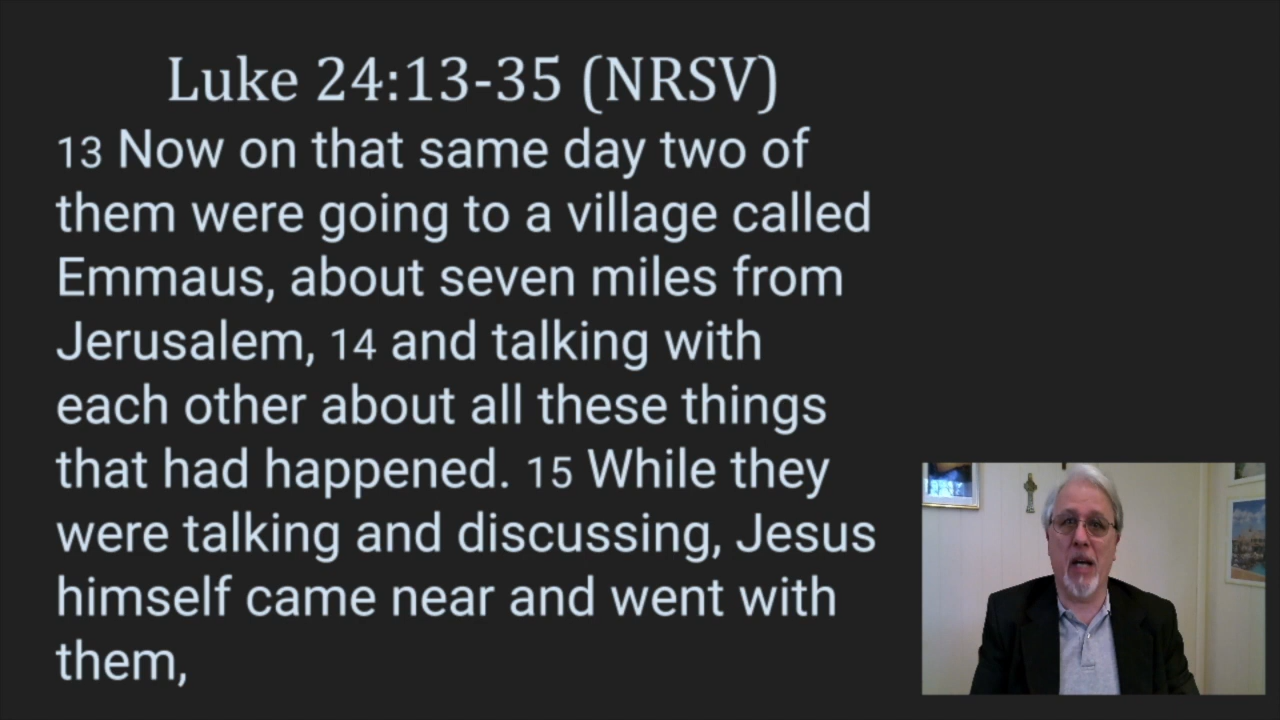 Luke 24:13-35 (NRSV)
13 Now on that same day two of
them were going to a village called
Emmaus, about seven miles from
Jerusalem, 14 and talking with
each other about all these things
that had happened. 15 While they
were talking and discussing, Jesus
himself came near and went with
them,